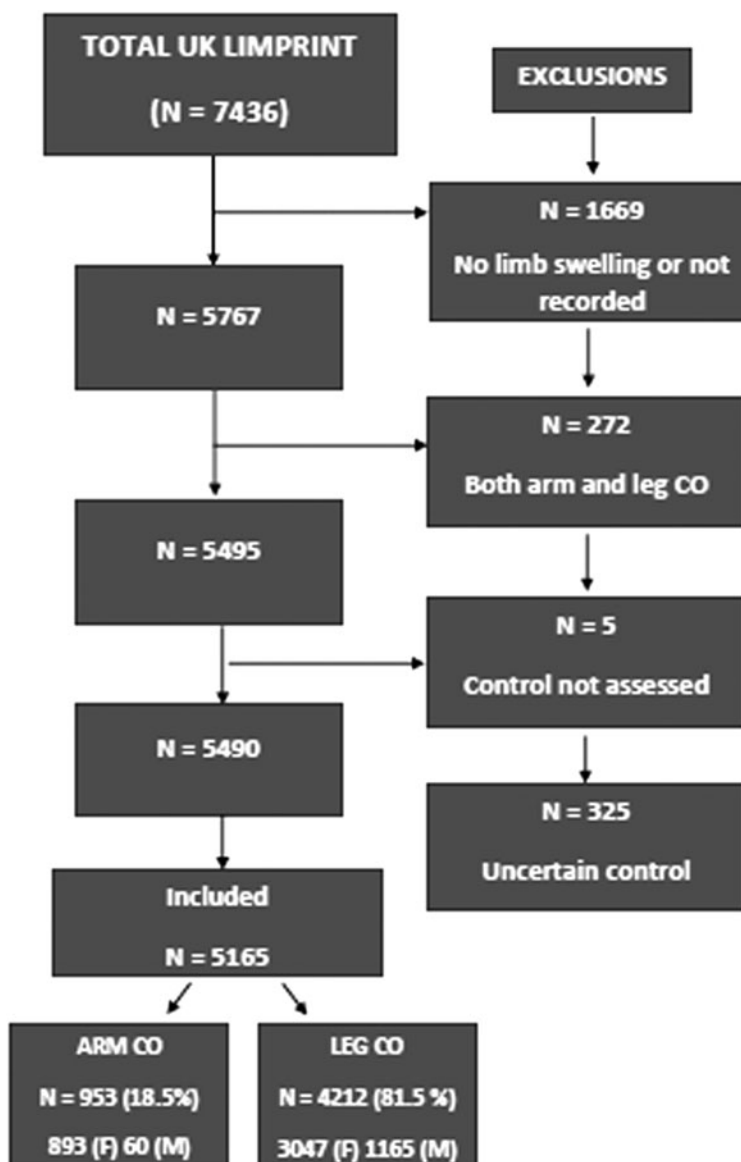 TOTAL UK LIMPRINT
(N = 7436)
EXCLUSIONS
N = 1669
No limb swelling or not
recorded
N = 5767
N = 272
Both arm and leg CO
N = 5495
N = 5
Control not assessed
N = 5490
N = 325
Uncertain control
Included
N = 5165
ARM CO
N = 953 (18.5%)
893 (F) 60 (M)
LEG CO
N = 4212 (81.5 %)
3047 (F) 1165 (M)